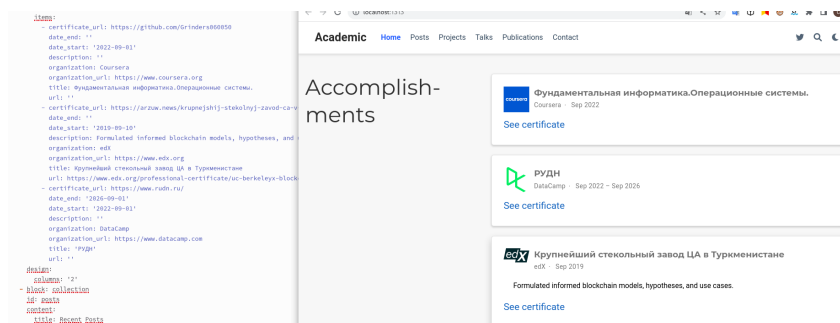 items:
- certificate_url: https://github.com/Grinders060050
date_end: ''
date_start: '2022-09-01'
description: ''
organization: Coursera
organization_url: https://www.coursera.org
title: Фундаментальная информатика.Операционные системы.
url: ''
- certificate_url: https://arzuw.news/krupnejshij-stekolnyj-zavod-ca-v
date_end: ''
date_start: '2019-09-10'
description: Formulated informed blockchain models, hypotheses, and
organization: edX
organization_url: https://www.edx.org
title: Крупнейший стекольный завод ЦА в Туркменистане
url: https://www.edx.org/professional-certificate/uc-berkeleyx-block
- certificate_url: https://www.rudn.ru/
date_end: '2026-09-01'
date_start: '2022-09-01'
description: ''
organization: DataCamp
organization_url: https://www.datacamp.com
title: 'РУДН'
url: ''
design:
columns: '2'
- block: collection
id: posts
content:
title: Recent Posts
localhost:1313
Academic Home Posts Projects Talks Publications Contact
Accomplish-
ments
coursera
Фундаментальная информатика.Операционные системы.
Coursera · Sep 2022
See certificate
РУДН
DataCamp · Sep 2022 – Sep 2026
See certificate
edX
Крупнейший стекольный завод ЦА в Туркменистане
edX · Sep 2019
Formulated informed blockchain models, hypotheses, and use cases.
See certificate